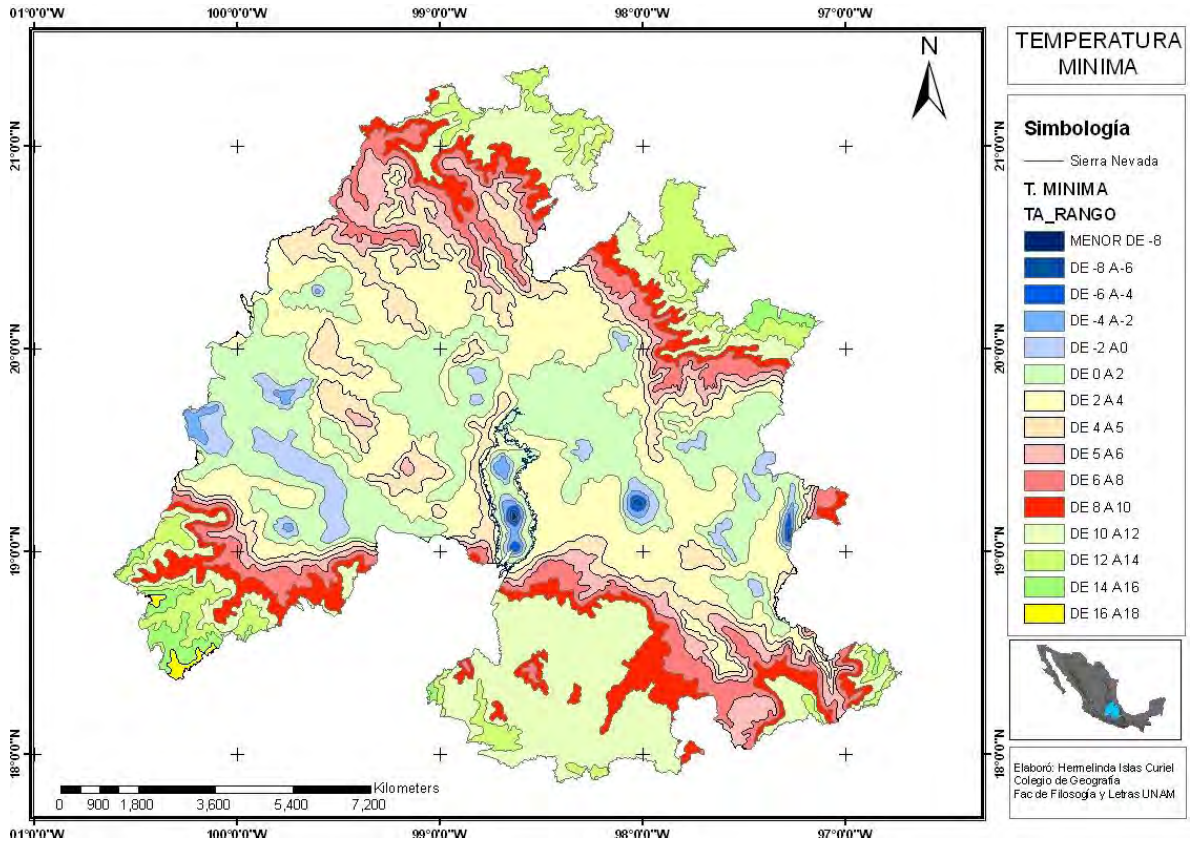 01°0'0"W 100°0'0"W 99°0'0"W 98°0'0"W 97°0'0"W
21°0'0"N
20°0'0"N
19°0'0"N
18°0'0"N
N
21°0'0"N
20°0'0"N
19°0'0"N
18°0'0"N
Kilometers
0 900 1,800 3,600 5,400 7,200
01°0'0"W 100°0'0"W 99°0'0"W 98°0'0"W 97°0'0"W
TEMPERATURA
MINIMA
Simbología
Sierra Nevada
T. MINIMA
TA_RANGO
MENOR DE -8
DE -8 A -6
DE -6 A -4
DE -4 A -2
DE -2 A 0
DE 0 A 2
DE 2 A 4
DE 4 A 5
DE 5 A 6
DE 6 A 8
DE 8 A 10
DE 10 A 12
DE 12 A 14
DE 14 A 16
DE 16 A 18
Elaboró: Hermelinda Islas Curiel
Colegio de Geografía
Fac de Filosogía y Letras UNAM